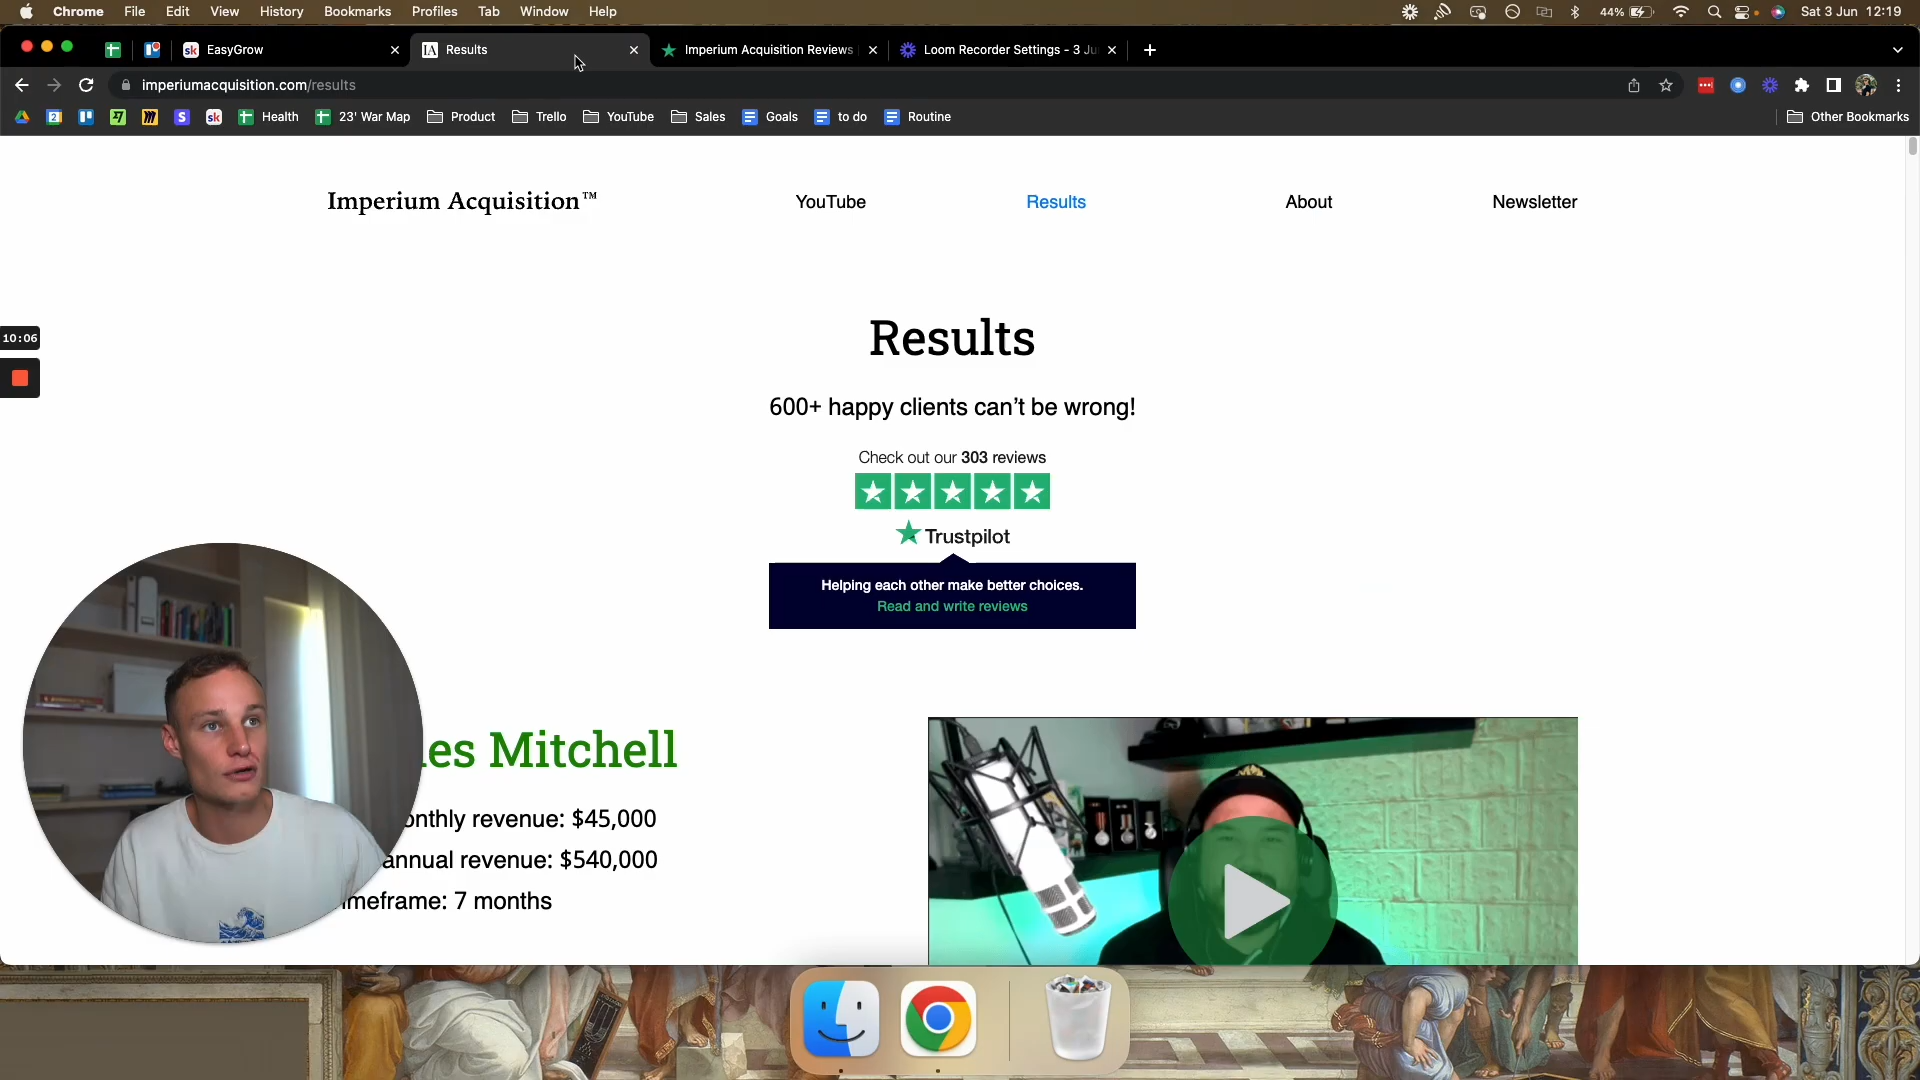 Chrome File Edit View History Bookmarks Profiles Tab Window Help 44% Sat 3 Jun 12:19
EasyGrow Results Imperium Acquisition Reviews Loom Recorder Settings - 3 Ju
imperiumacquisition.com/results
Health 23' War Map Product Trello YouTube Sales Goals to do Routine Other Bookmarks
Imperium Acquisition™ YouTube Results About Newsletter
Results
10:06
600+ happy clients can't be wrong!
Check out our 303 reviews
Trustpilot
Helping each other make better choices.
Read and write reviews
es Mitchell
onthly revenue: $45,000
annual revenue: $540,000
imeframe: 7 months